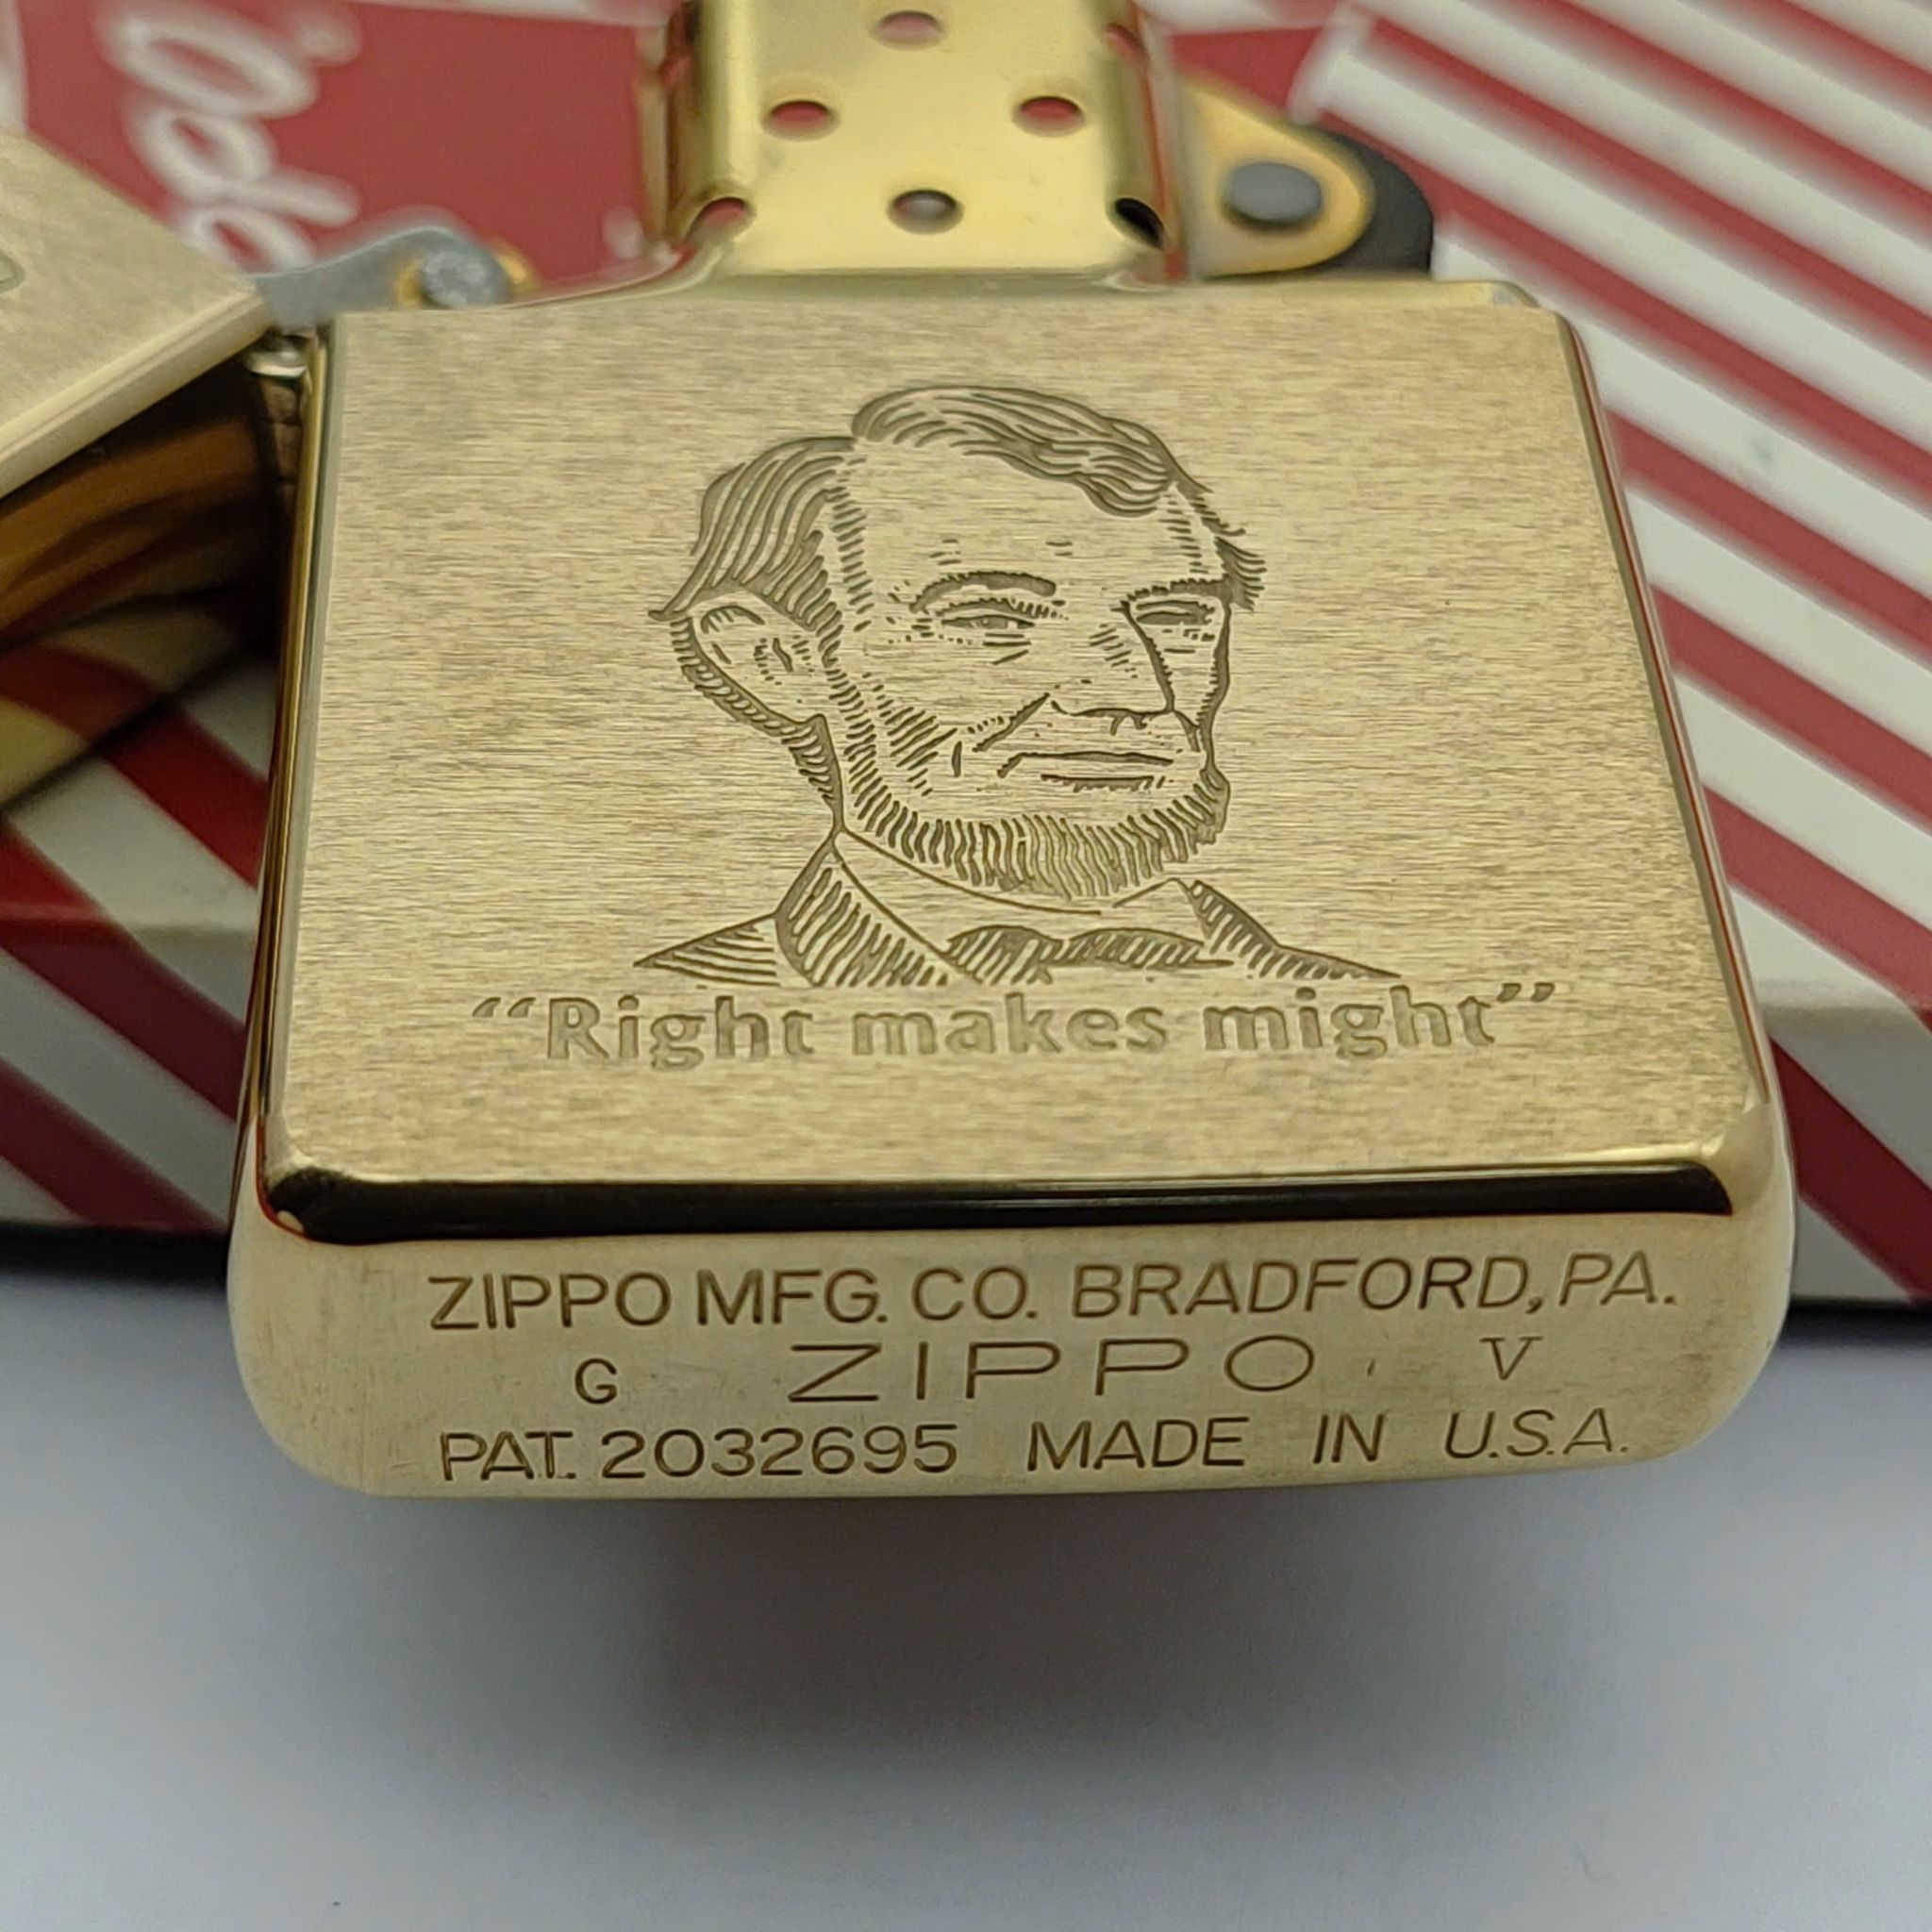 “Right makes might”
ZIPPO MFG. CO. BRADFORD, PA.
G ZIPPO V
PAT. 2032695 MADE IN U.S.A.